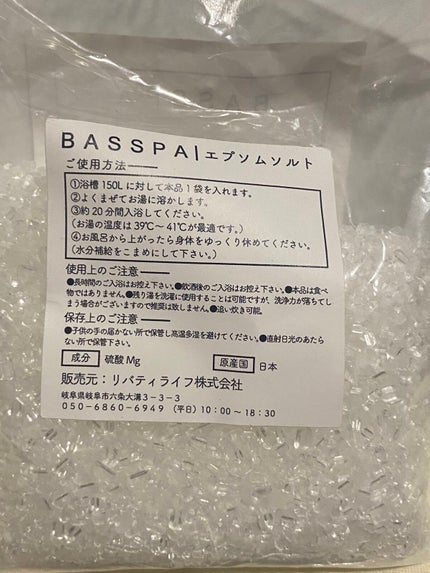 BASSPA|エプソムソルト
ご使用方法――
①浴槽150Lに対して本品1袋を入れます。
②よくまぜてお湯に溶かします。
③約20分間入浴してください。
(お湯の温度は39℃〜41℃が最適です。)
④お風呂から上がったら身体をゆっくり休めてください。
(水分補給をこまめにして下さい。)
使用上のご注意――
●長時間のご入浴はお控え下さい。●飲酒後のご入浴はお控え下さい。●本品は食べ
物ではありません。●残り湯を洗濯に使用することは可能ですが、洗浄力が落ちてし
まう場合がございますので推奨は致しません。●追い炊き可能。
保存上のご注意――
●子供の手の届かない所で保管し高温多湿を避けてください。●直射日光のあたら
ない所で保管下さい。
成分 硫酸Mg 原産国 日本
販売元：リバティライフ株式会社
岐阜県岐阜市六条大溝3-3-3
050-6860-6949 (平日)10:00〜18:30